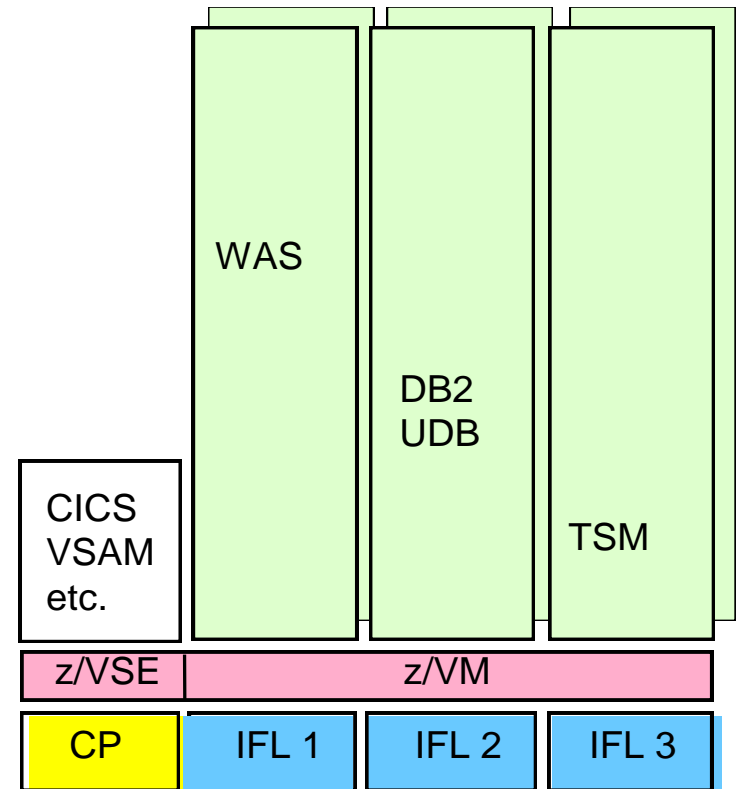 WAS
DB2
UDB
CICS
VSAM
etc.
TSM
z/VSE
z/VM
CP
IFL 1
IFL 2
IFL 3